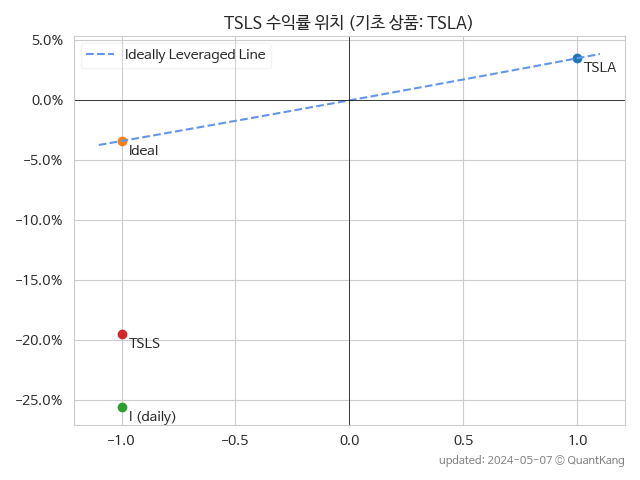 TSLS 수익률 위치 (기초 상품: TSLA)
5.0%
Ideally Leveraged Line
TSLA
0.0%
Ideal
−5.0%
−10.0%
−15.0%
TSLS
−20.0%
−25.0%
I (daily)
−1.0 −0.5 0.0 0.5 1.0
updated: 2024-05-07 © QuantKang